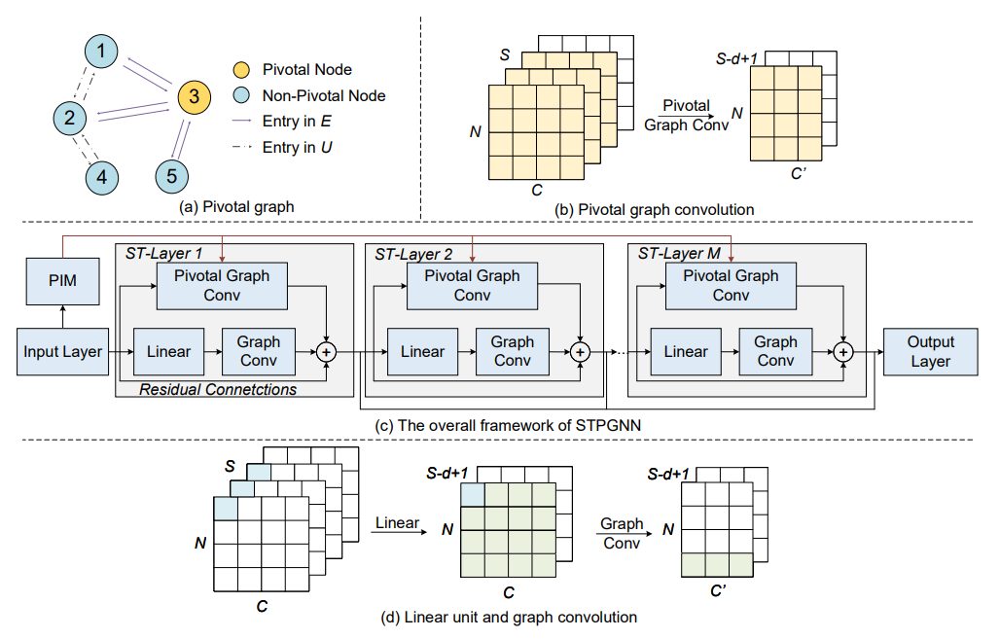 1
2
3
4
5
Pivotal Node
Non-Pivotal Node
Entry in E
Entry in U
(a) Pivotal graph
S
N
C
Pivotal
Graph Conv
S-d+1
N
C'
(b) Pivotal graph convolution
PIM
Input Layer
ST-Layer 1
Pivotal Graph
Conv
Linear
Graph
Conv
+
Residual Connetctions
ST-Layer 2
Pivotal Graph
Conv
Linear
Graph
Conv
+
...
ST-Layer M
Pivotal Graph
Conv
Linear
Graph
Conv
+
Output
Layer
(c) The overall framework of STPGNN
S
N
C
Linear
S-d+1
N
C
Graph
Conv
S-d+1
N
C'
(d) Linear unit and graph convolution